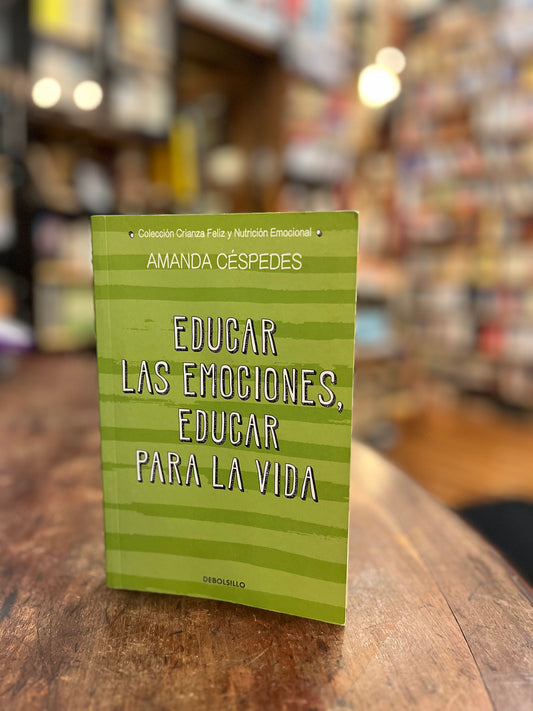 Colección Crianza Feliz y Nutrición Emocional
AMANDA CÉSPEDES
EDUCAR
LAS EMOCIONES,
EDUCAR
PARA LA VIDA
DEBOLSILLO